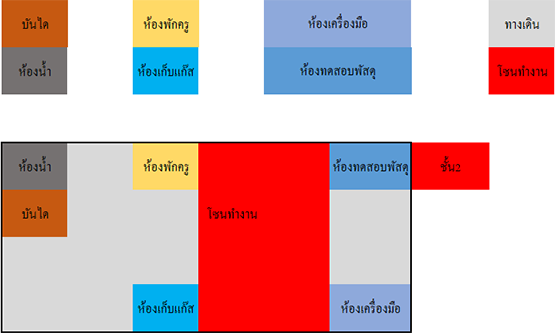 บันได ห้องพักครู ห้องเครื่องมือ ทางเดิน
ห้องน้ำ ห้องเก็บแก๊ส ห้องทดสอบพัสดุ โซนทำงาน
ห้องน้ำ ห้องพักครู ห้องทดสอบพัสดุ ชั้น2
บันได โซนทำงาน
ห้องเก็บแก๊ส ห้องเครื่องมือ